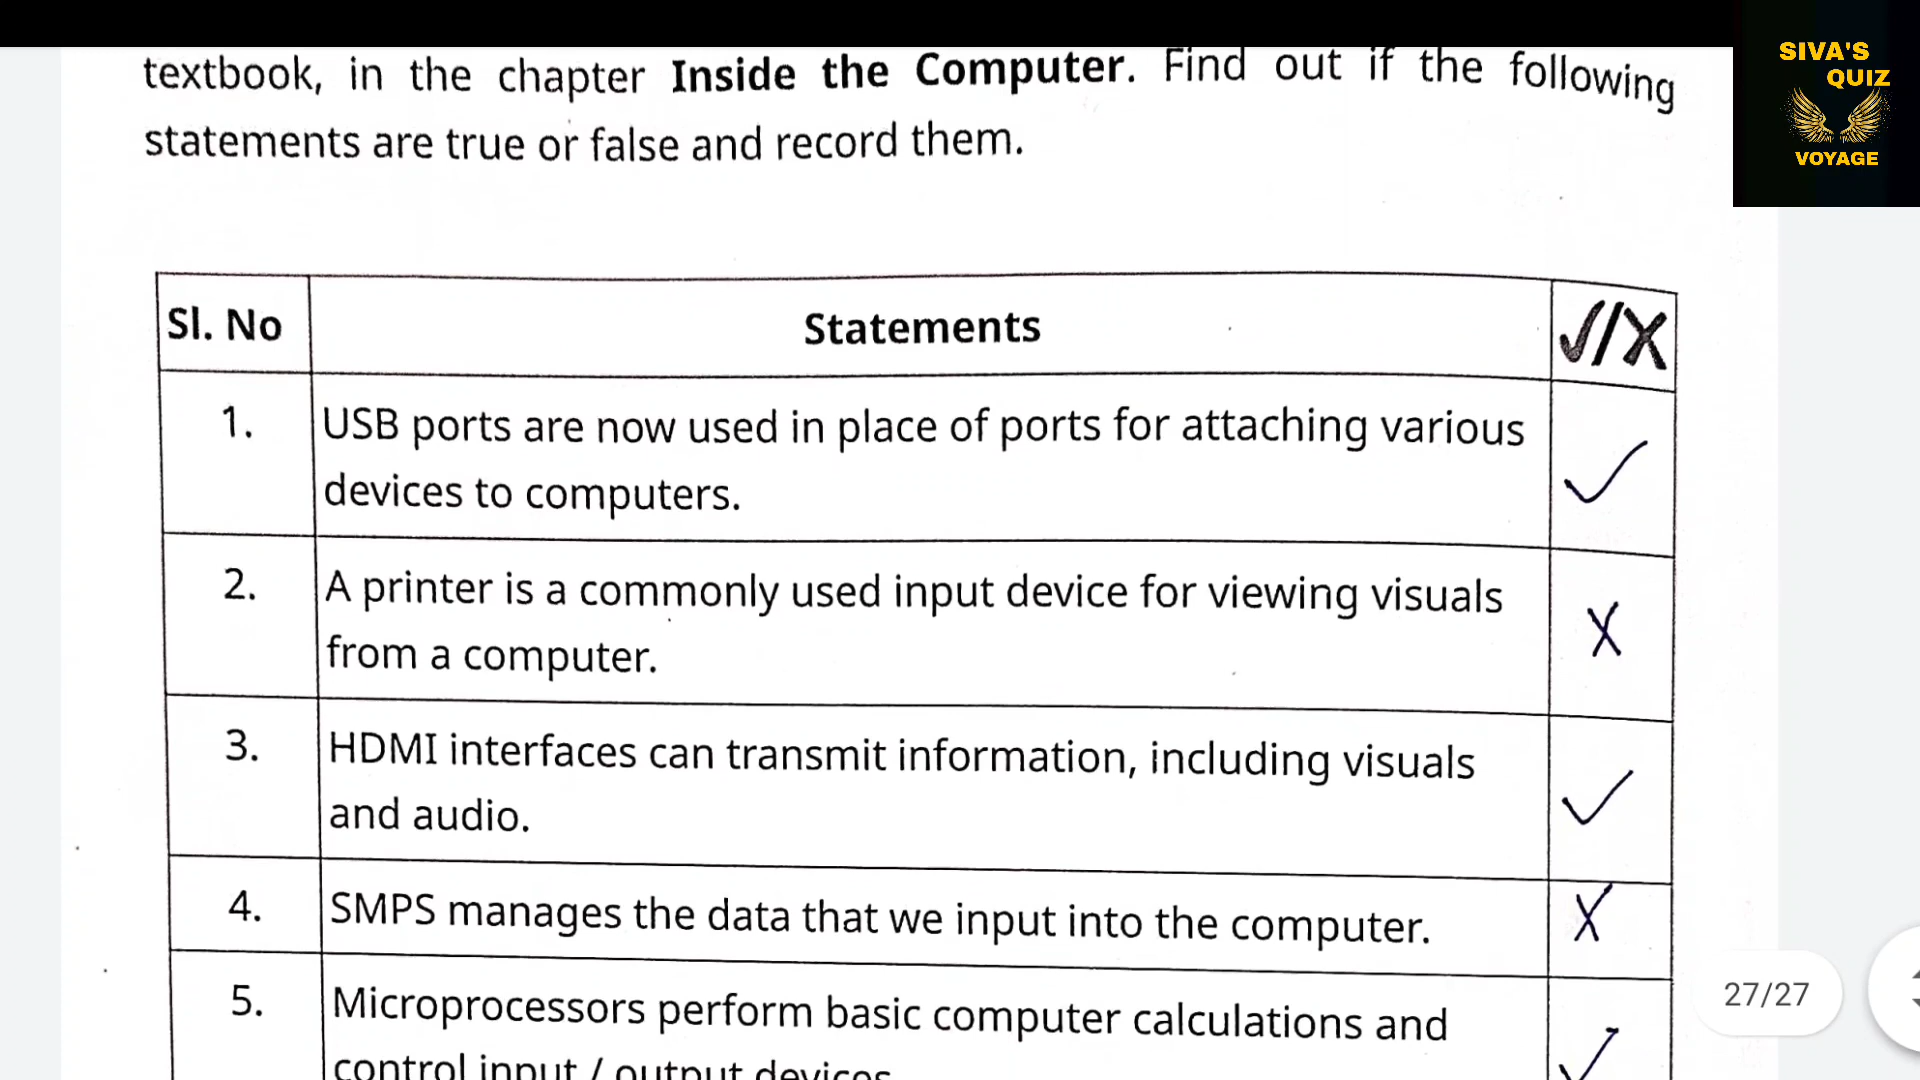 SIVA'S
QUIZ
VOYAGE
textbook, in the chapter Inside the Computer. Find out if the following
statements are true or false and record them.
Sl. No Statements ✓/X
1. USB ports are now used in place of ports for attaching various
devices to computers. ✓
2. A printer is a commonly used input device for viewing visuals
from a computer. X
3. HDMI interfaces can transmit information, including visuals
and audio. ✓
4. SMPS manages the data that we input into the computer. X
5. Microprocessors perform basic computer calculations and ✓
control input / output devices
27/27